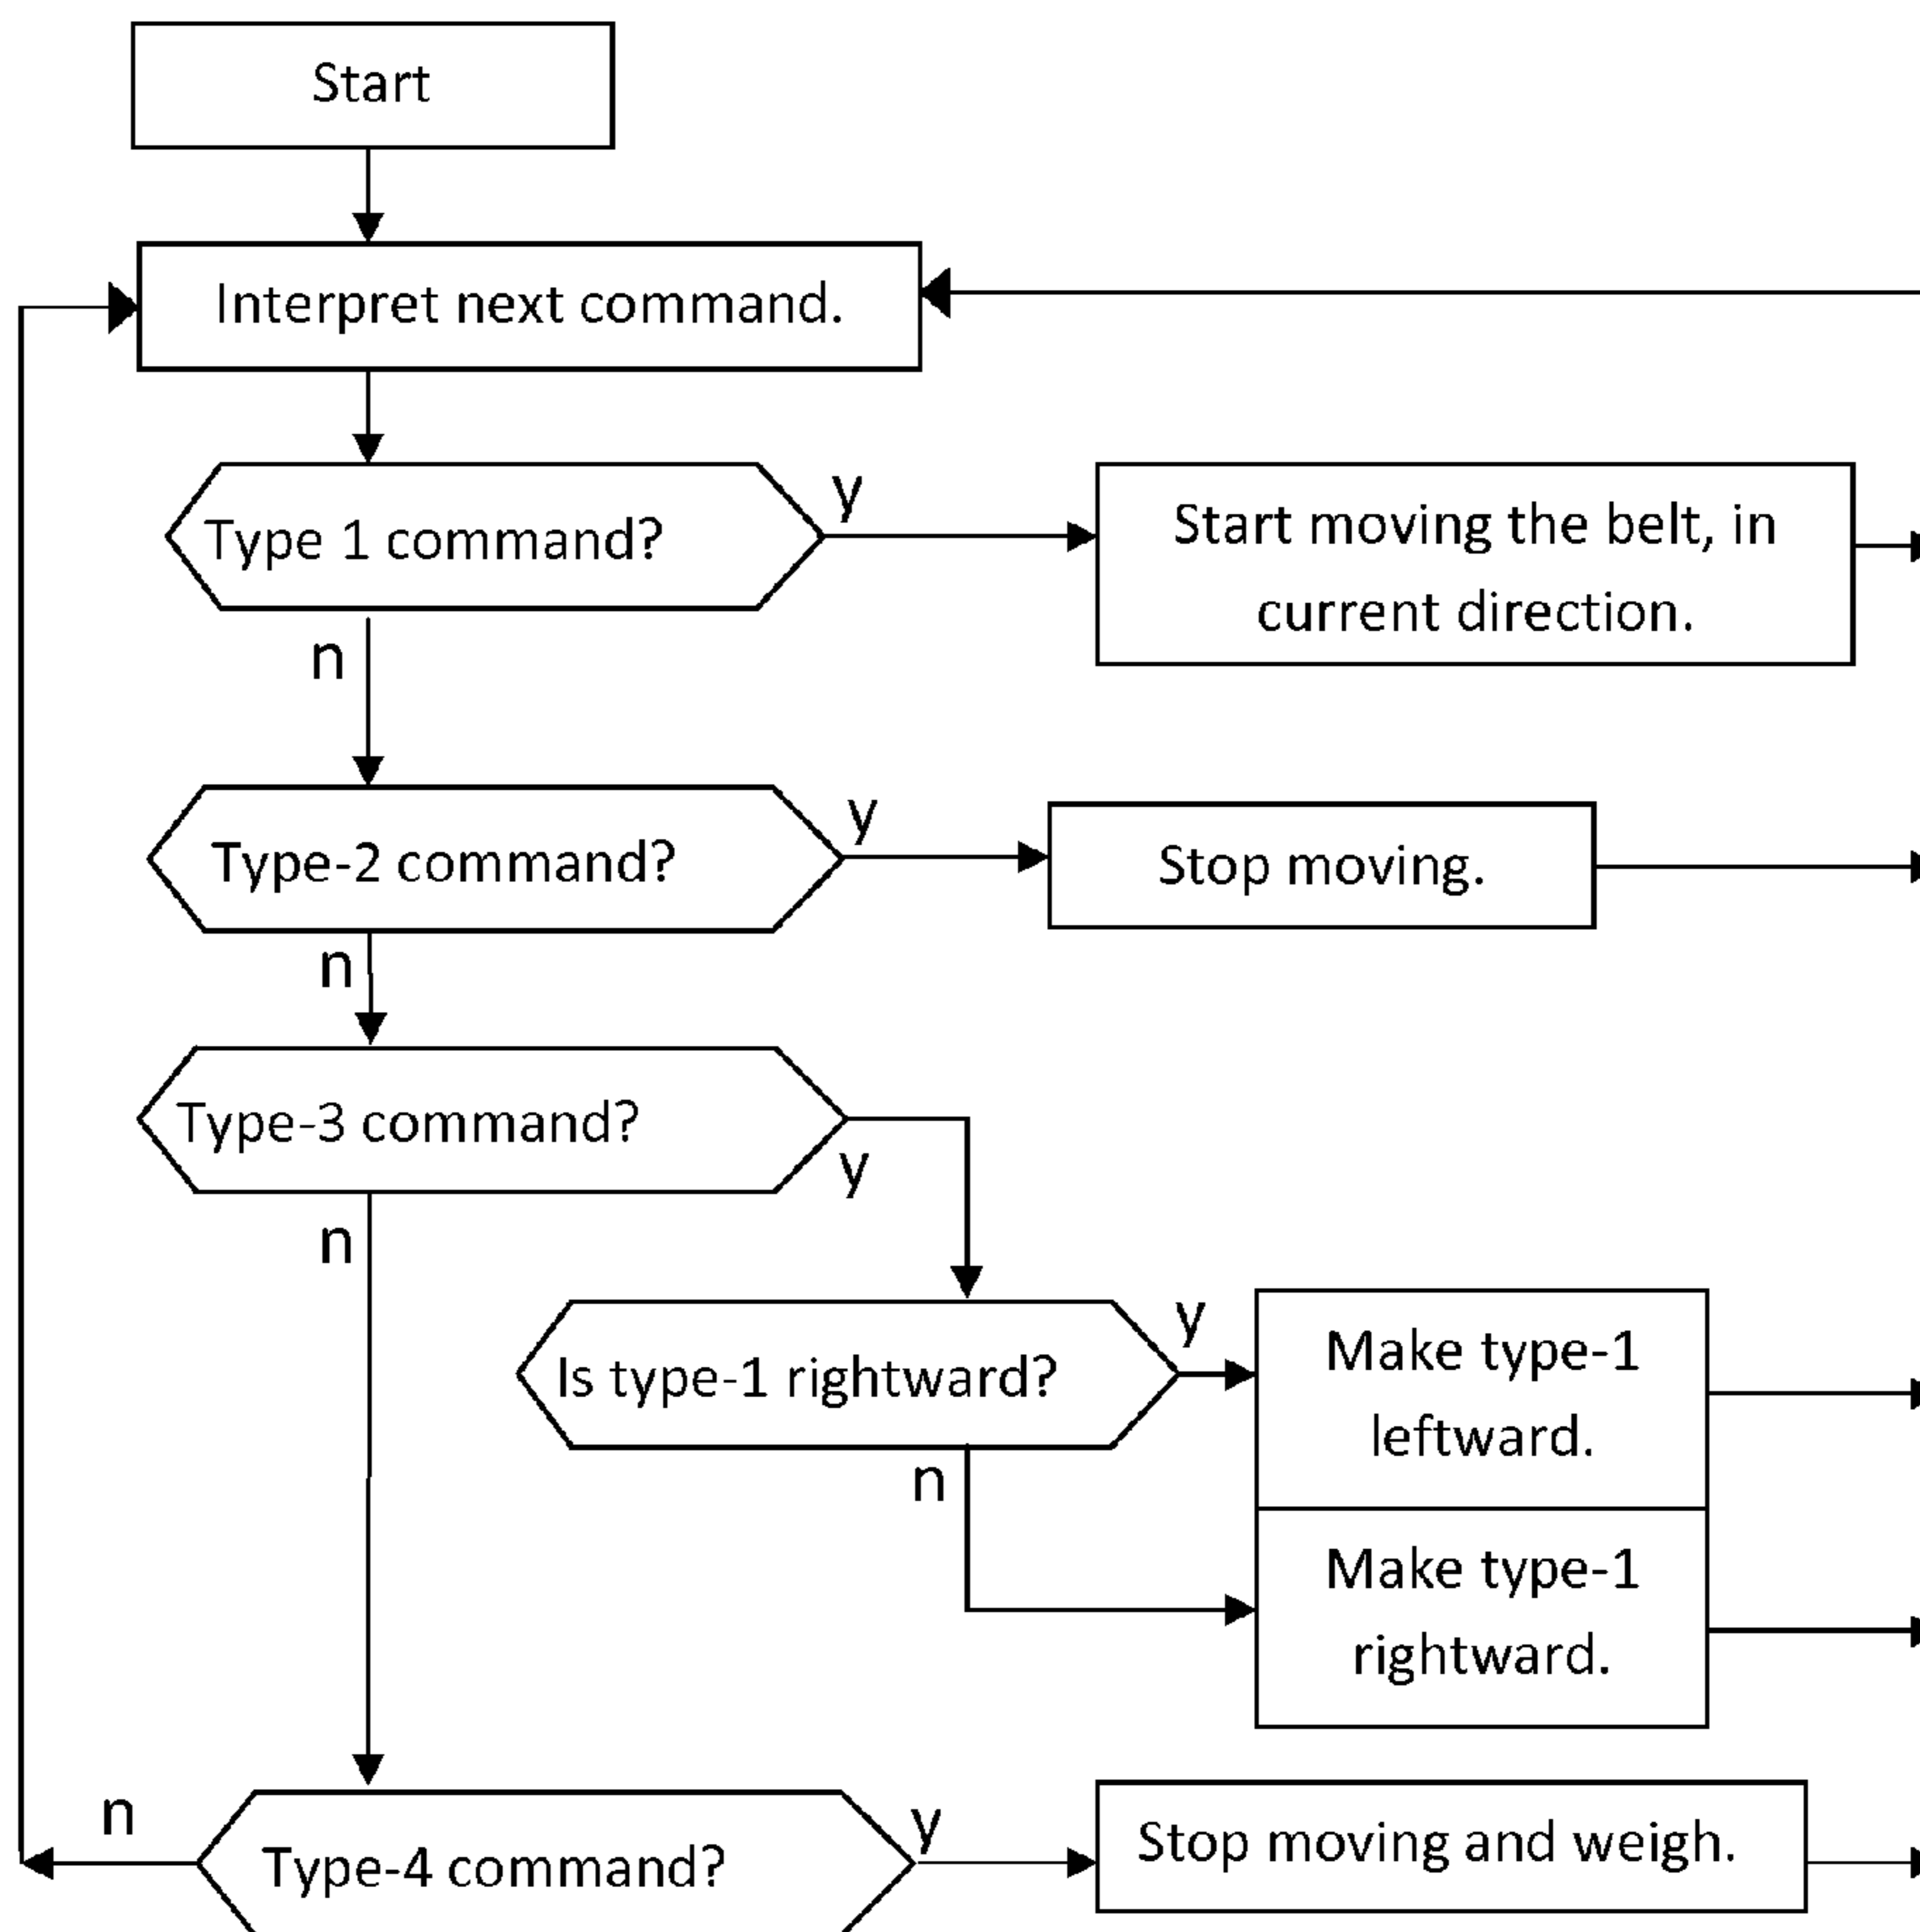 Start
Interpret next command.
Type 1 command?
y
Start moving the belt, in
current direction.
n
Type-2 command?
y
Stop moving.
n
Type-3 command?
y
n
Is type-1 rightward?
y
Make type-1
leftward.
n
Make type-1
rightward.
n
Type-4 command?
y
Stop moving and weigh.